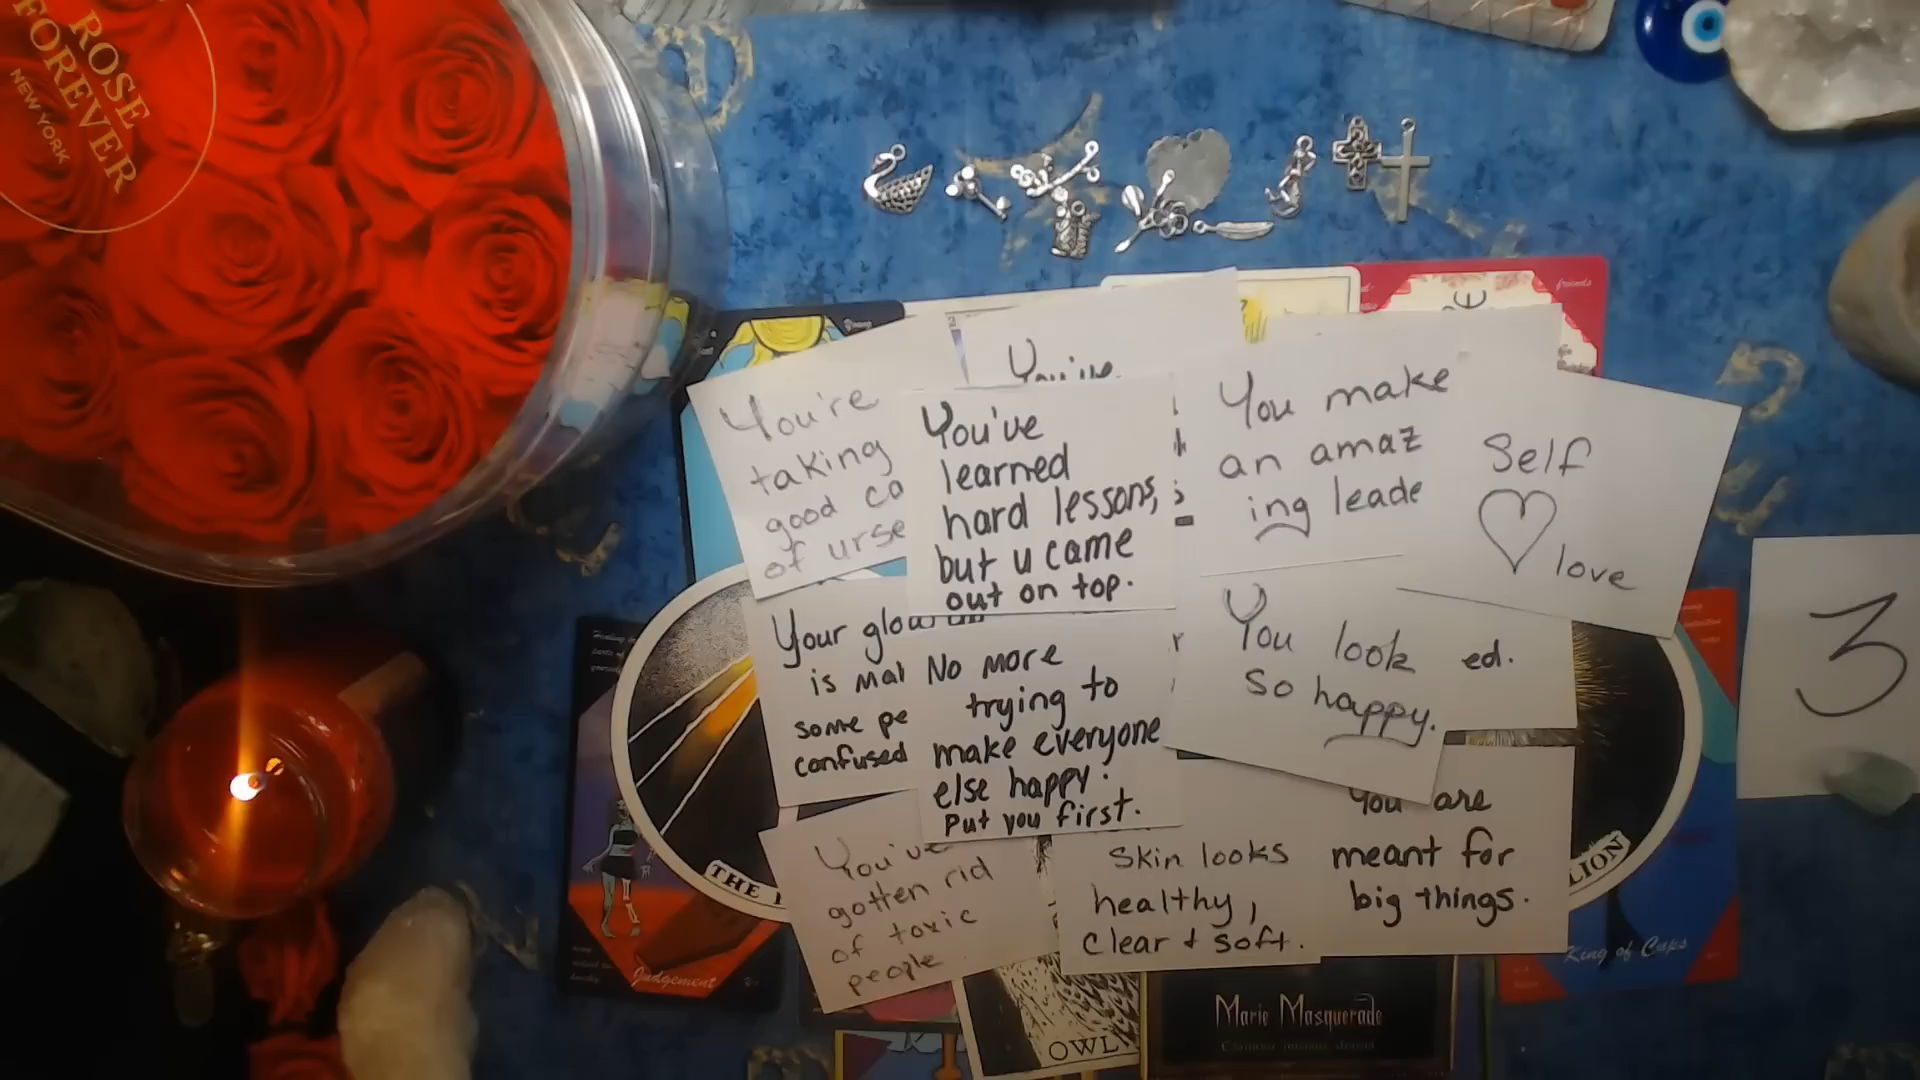 ROSE
FOREVER
NEW YORK
friends
You've
You're
taking
good ca
of urse
You've
learned
hard lessons,
but u came
out on top.
You make
an amaz
ing leade
Self
love
3
Your glow up
is ma
some pe
confused
No more
trying to
make everyone
else happy.
Put you first.
You look
so happy.
ed.
You've
gotten rid
of toxic
people
Skin looks
healthy,
clear + soft.
You are
meant for
big things.
THE
LION
Judgement
King of Cups
OWL
Marie Masquerade